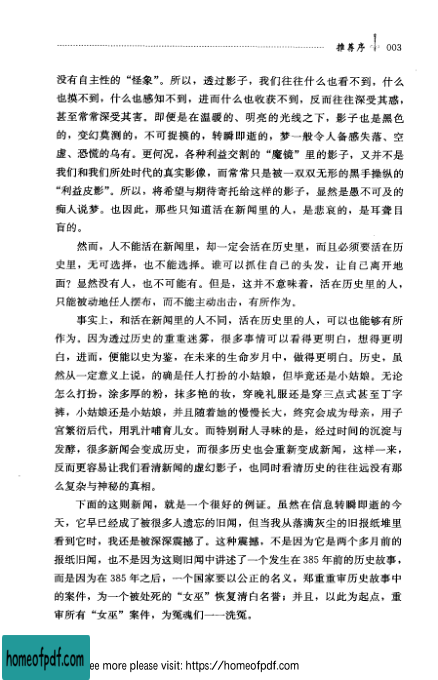 推荐序 003
没有自主性的“怪象”。所以，透过影子，我们往往什么也看不到，什么
也摸不到，什么也感知不到，进而什么也收获不到，反而往往深受其惑，
甚至常常深受其害。即便是在温暖的、明亮的光线之下，影子也是黑色
的，变幻莫测的，不可捉摸的，转瞬即逝的，梦一般令人备感失落、空
虚、恐慌的乌有。更何况，各种利益交割的“魔镜”里的影子，又并不是
我们和我们所处时代的真实影像，而常常只是被一双双无形的黑手操纵的
“利益皮影”。所以，将希望与期待寄托给这样的影子，显然是愚不可及的
痴人说梦。也因此，那些只知道活在新闻里的人，是悲哀的，是耳聋目
盲的。
然而，人不能活在新闻里，却一定会活在历史里，而且必须要活在历
史里，无可选择，也不能选择。谁可以抓住自己的头发，让自己离开地
面？显然没有人，也不可能有。但是，这并不意味着，活在历史里的人，
只能被动地任人摆布，而不能主动出击，有所作为。
事实上，和活在新闻里的人不同，活在历史里的人，可以也能够有所
作为。因为透过历史的重重迷雾，很多事情可以看得更明白，想得更明
白，进而，便能以史为鉴，在未来的生命岁月中，做得更明白。历史，虽
然从一定意义上说，的确是任人打扮的小姑娘，但毕竟还是小姑娘。无论
怎么打扮，涂多厚的粉，抹多艳的妆，穿晚礼服还是穿三点式甚至丁字
裤，小姑娘还是小姑娘，并且随着她的慢慢长大，终究会成为母亲，用子
宫繁衍后代，用乳汁哺育儿女。而特别耐人寻味的是，经过时间的沉淀与
发酵，很多新闻会变成历史，而很多历史也会重新变成新闻，这样一来，
反而更容易让我们看清新闻的虚幻影子，也同时看清历史的往往远没有那
么复杂与神秘的真相。
下面的这则新闻，就是一个很好的例证。虽然在信息转瞬即逝的今
天，它早已经成了被很多人遗忘的旧闻，但当我从落满灰尘的旧报纸堆里
看到它时，我还是被深深震撼了。这种震撼，不是因为它是两个多月前的
报纸旧闻，也不是因为这则旧闻中讲述了一个发生在 385 年前的历史故事，
而是因为在 385 年之后，一个国家要以公正的名义，郑重重审历史故事中
的案件，为一个被处死的“女巫”恢复清白名誉；并且，以此为起点，重
审所有“女巫”案件，为冤魂们一一洗冤。
homeofpdf.com
ee more please visit: https://homeofpdf.com